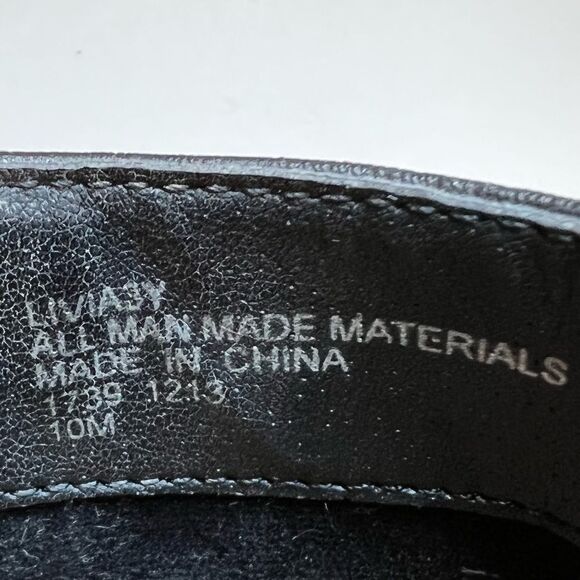 LIVIA3Y
ALL MAN MADE MATERIALS
MADE IN CHINA
1739 1213
10M